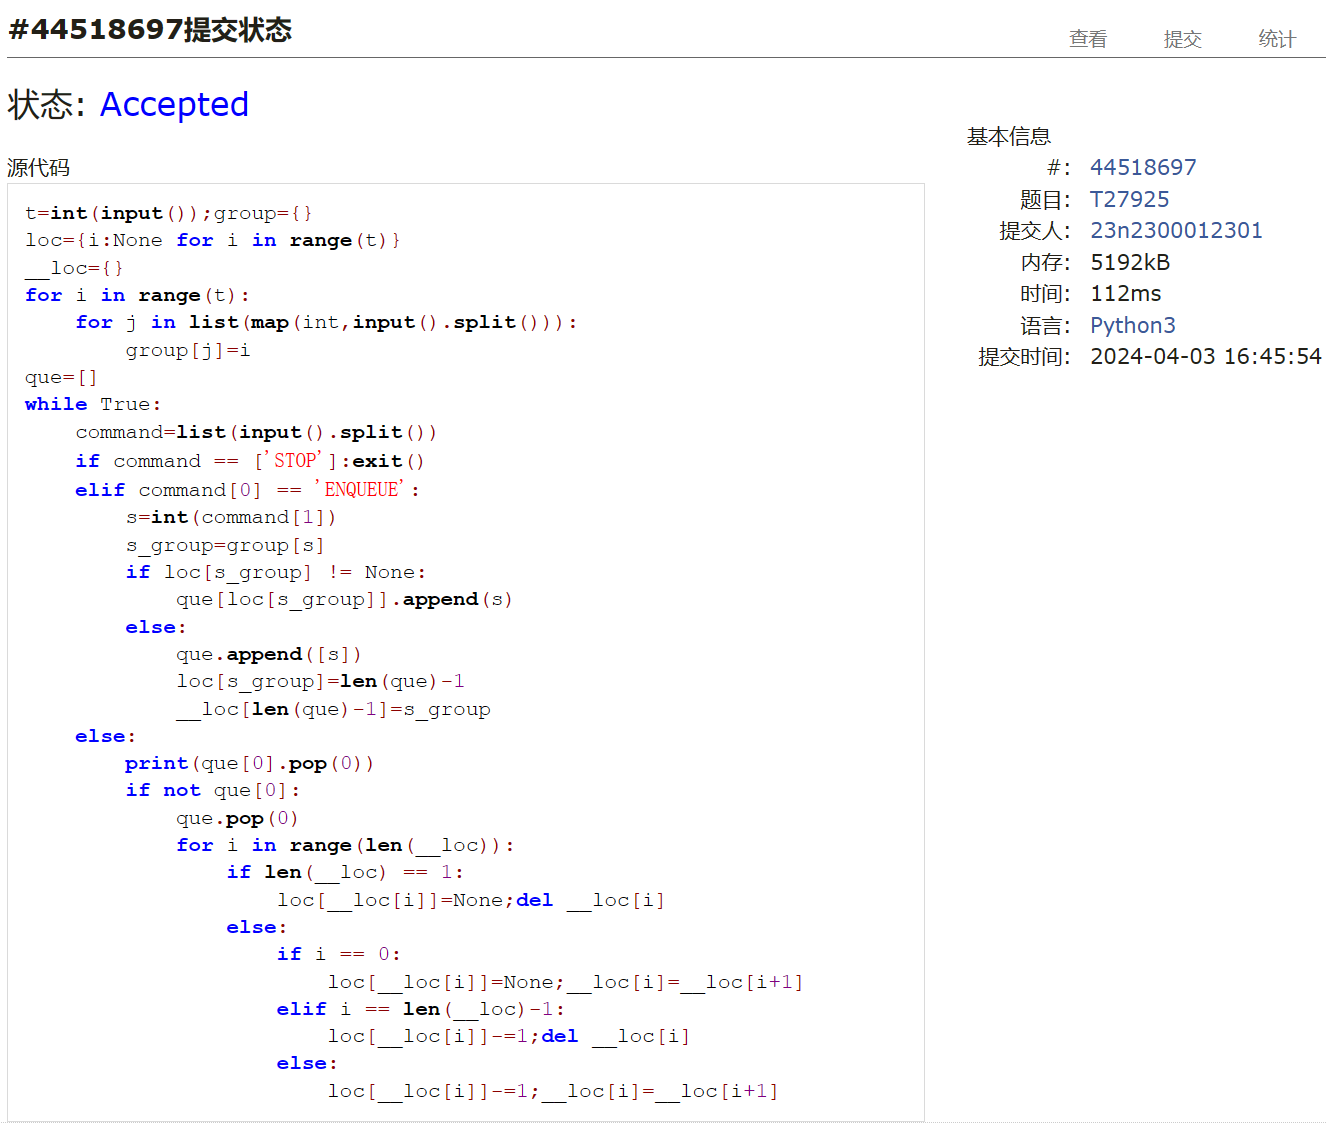 #44518697提交状态
查看 提交 统计
状态: Accepted
源代码
t=int(input());group={}
loc={i:None for i in range(t)}
__loc={}
for i in range(t):
    for j in list(map(int,input().split())):
        group[j]=i
que=[]
while True:
    command=list(input().split())
    if command == ['STOP']:exit()
    elif command[0] == 'ENQUEUE':
        s=int(command[1])
        s_group=group[s]
        if loc[s_group] != None:
            que[loc[s_group]].append(s)
        else:
            que.append([s])
            loc[s_group]=len(que)-1
            __loc[len(que)-1]=s_group
    else:
        print(que[0].pop(0))
        if not que[0]:
            que.pop(0)
            for i in range(len(__loc)):
                if len(__loc) == 1:
                    loc[__loc[i]]=None;del __loc[i]
                else:
                    if i == 0:
                        loc[__loc[i]]=None;__loc[i]=__loc[i+1]
                    elif i == len(__loc)-1:
                        loc[__loc[i]]-=1;del __loc[i]
                    else:
                        loc[__loc[i]]-=1;__loc[i]=__loc[i+1]
基本信息
#: 44518697
题目: T27925
提交人: 23n2300012301
内存: 5192kB
时间: 112ms
语言: Python3
提交时间: 2024-04-03 16:45:54